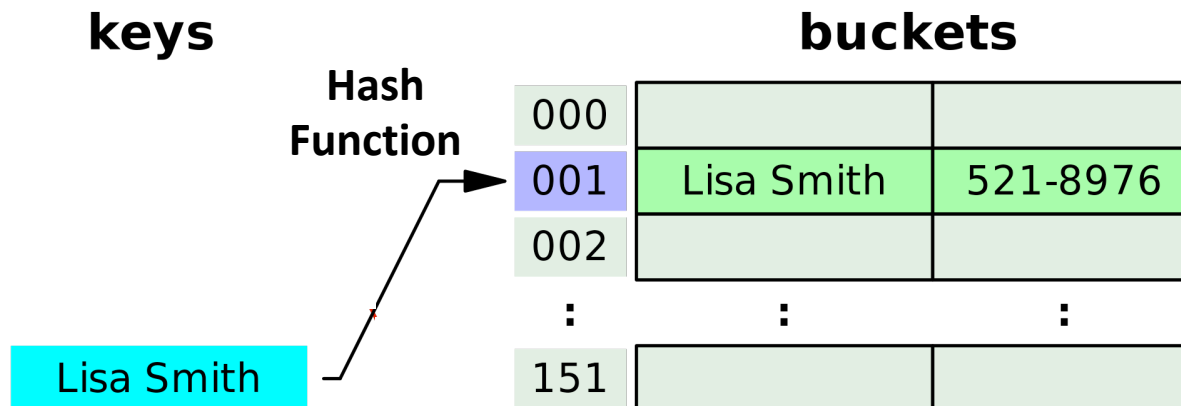 keys
buckets
Hash
Function
000
001 Lisa Smith 521-8976
002
: : :
Lisa Smith
151